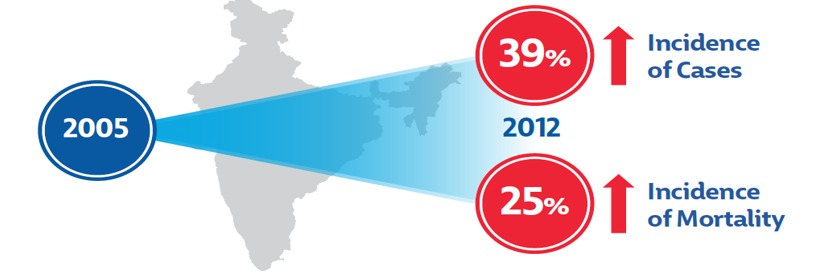 2005
39%
Incidence
of Cases
2012
25%
Incidence
of Mortality